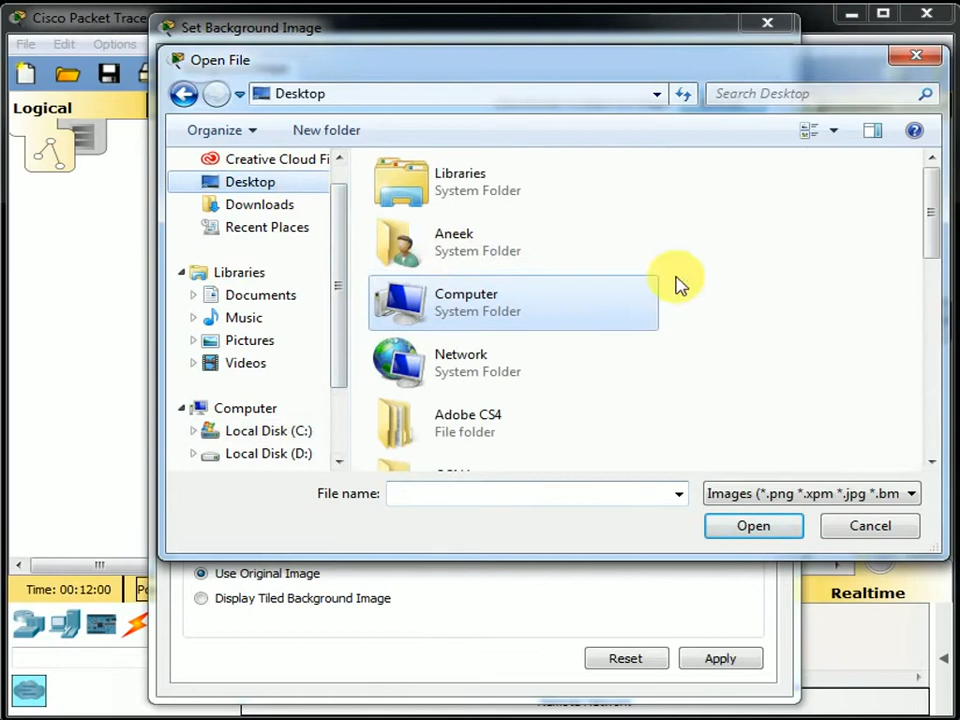 Cisco Packet Trace
Set Background Image
File Edit Options
Open File
Desktop
Search Desktop
Logical
Organize
New folder
Creative Cloud Fi
Desktop
Downloads
Recent Places
Libraries
Documents
Music
Pictures
Videos
Computer
Local Disk (C:)
Local Disk (D:)
Libraries
System Folder
Aneek
System Folder
Computer
System Folder
Network
System Folder
Adobe CS4
File folder
File name:
Images (*.png *.xpm *.jpg *.bm
Open
Cancel
Use Original Image
Display Tiled Background Image
Reset
Apply
Time: 00:12:00
Realtime